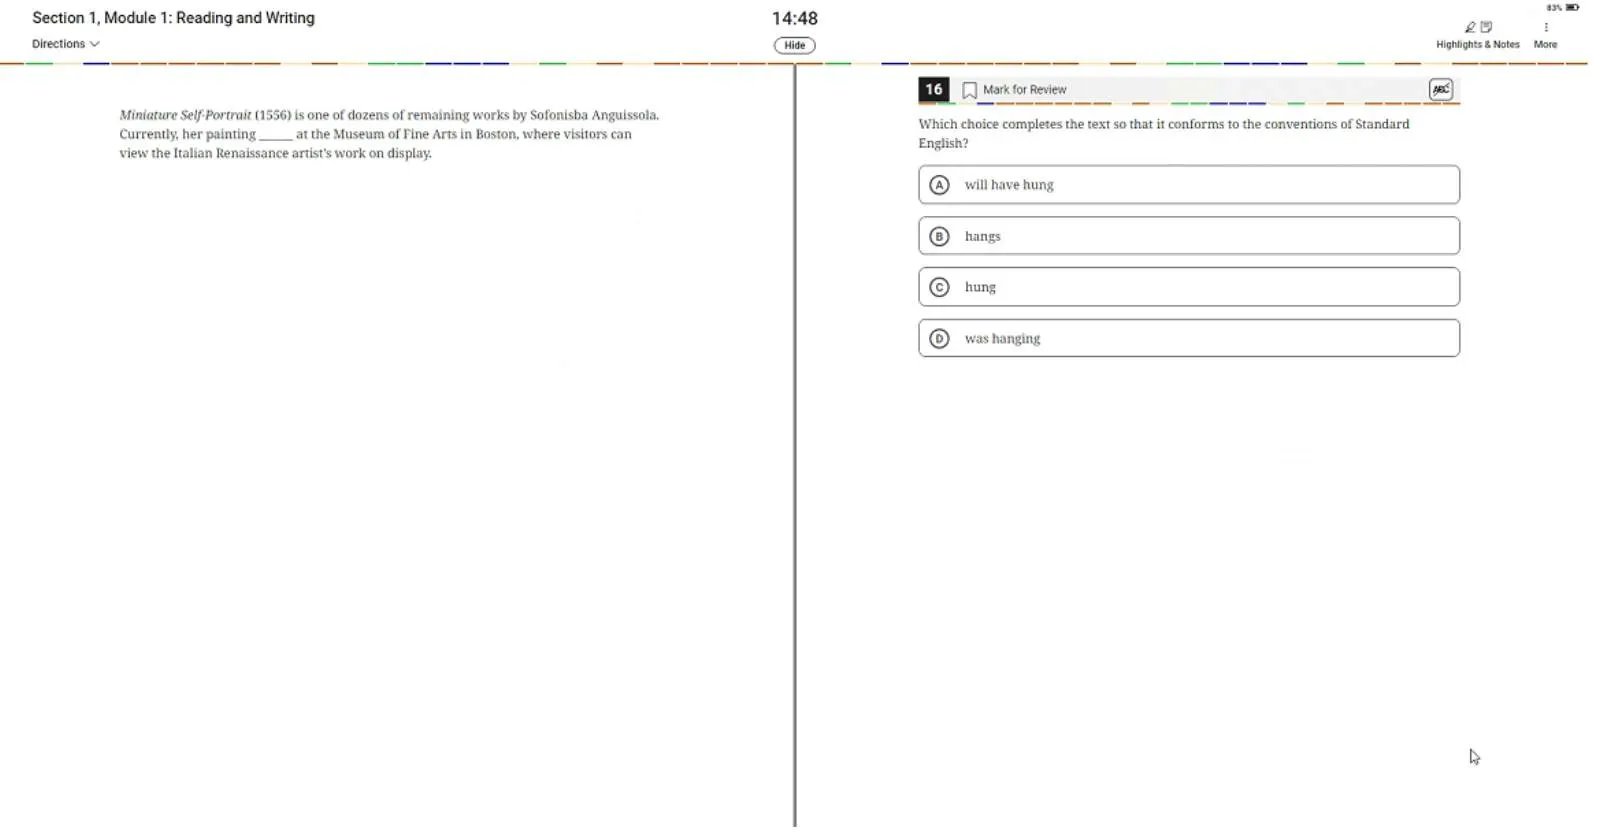 Section 1, Module 1: Reading and Writing
Directions
14:48
Hide
83%
Highlights & Notes
More
Miniature Self-Portrait (1556) is one of dozens of remaining works by Sofonisba Anguissola.
Currently, her painting ______ at the Museum of Fine Arts in Boston, where visitors can
view the Italian Renaissance artist's work on display.
16
Mark for Review
ABC
Which choice completes the text so that it conforms to the conventions of Standard
English?
A will have hung
B hangs
C hung
D was hanging